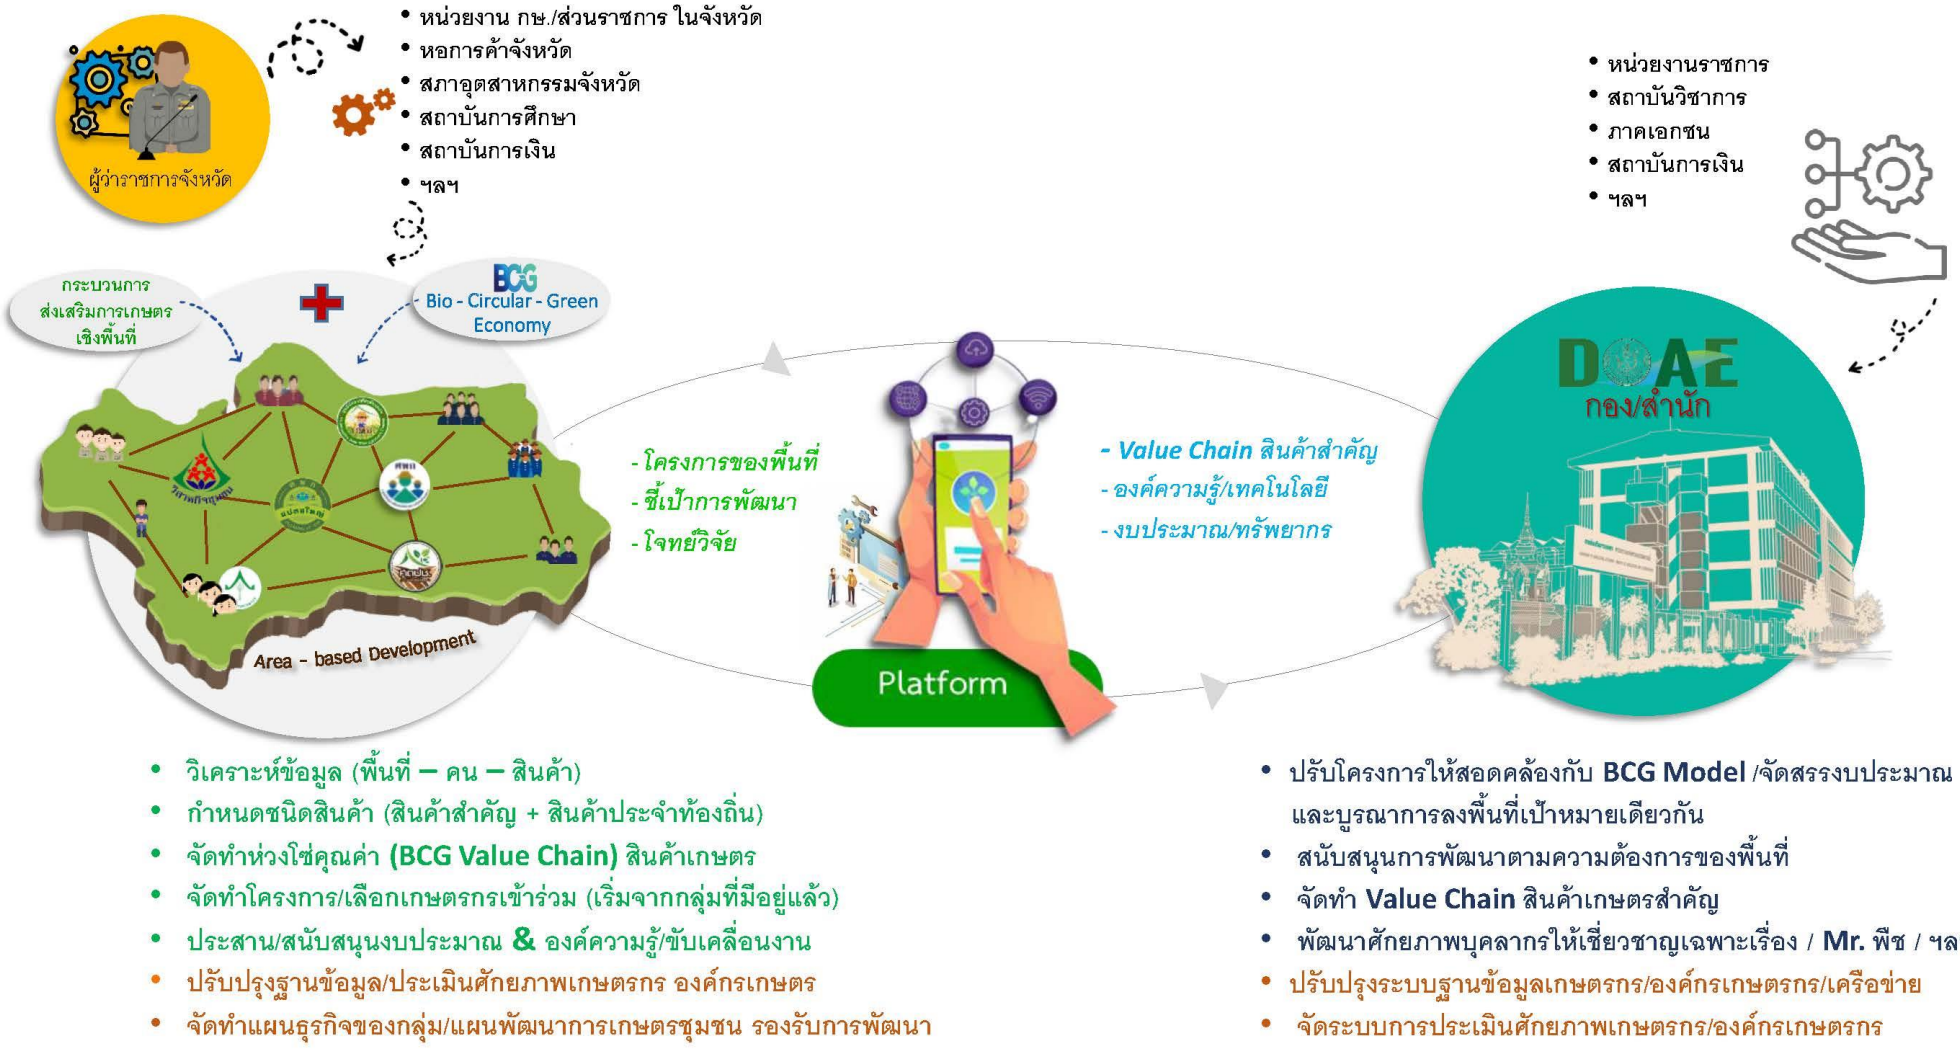 • หน่วยงาน กษ./ส่วนราชการ ในจังหวัด
• หอการค้าจังหวัด
• สภาอุตสาหกรรมจังหวัด
• สถาบันการศึกษา
• สถาบันการเงิน
• ฯลฯ
ผู้ว่าราชการจังหวัด
• หน่วยงานราชการ
• สถาบันวิชาการ
• ภาคเอกชน
• สถาบันการเงิน
• ฯลฯ
กระบวนการ
ส่งเสริมการเกษตร
เชิงพื้นที่
BCG
Bio - Circular - Green
Economy
วิสาหกิจชุมชน
ศพก
แปลงใหญ่
ศดปช.
Area - based Development
- โครงการของพื้นที่
- ชี้เป้าการพัฒนา
- โจทย์วิจัย
Platform
- Value Chain สินค้าสำคัญ
- องค์ความรู้/เทคโนโลยี
- งบประมาณ/ทรัพยากร
DOAE
กอง/สำนัก
• วิเคราะห์ข้อมูล (พื้นที่ – คน – สินค้า)
• กำหนดชนิดสินค้า (สินค้าสำคัญ + สินค้าประจำท้องถิ่น)
• จัดทำห่วงโซ่คุณค่า (BCG Value Chain) สินค้าเกษตร
• จัดทำโครงการ/เลือกเกษตรกรเข้าร่วม (เริ่มจากกลุ่มที่มีอยู่แล้ว)
• ประสาน/สนับสนุนงบประมาณ & องค์ความรู้/ขับเคลื่อนงาน
• ปรับปรุงฐานข้อมูล/ประเมินศักยภาพเกษตรกร องค์กรเกษตร
• จัดทำแผนธุรกิจของกลุ่ม/แผนพัฒนาการเกษตรชุมชน รองรับการพัฒนา
• ปรับโครงการให้สอดคล้องกับ BCG Model /จัดสรรงบประมาณ
และบูรณาการลงพื้นที่เป้าหมายเดียวกัน
• สนับสนุนการพัฒนาตามความต้องการของพื้นที่
• จัดทำ Value Chain สินค้าเกษตรสำคัญ
• พัฒนาศักยภาพบุคลากรให้เชี่ยวชาญเฉพาะเรื่อง / Mr. พืช / ฯล
• ปรับปรุงระบบฐานข้อมูลเกษตรกร/องค์กรเกษตรกร/เครือข่าย
• จัดระบบการประเมินศักยภาพเกษตรกร/องค์กรเกษตรกร